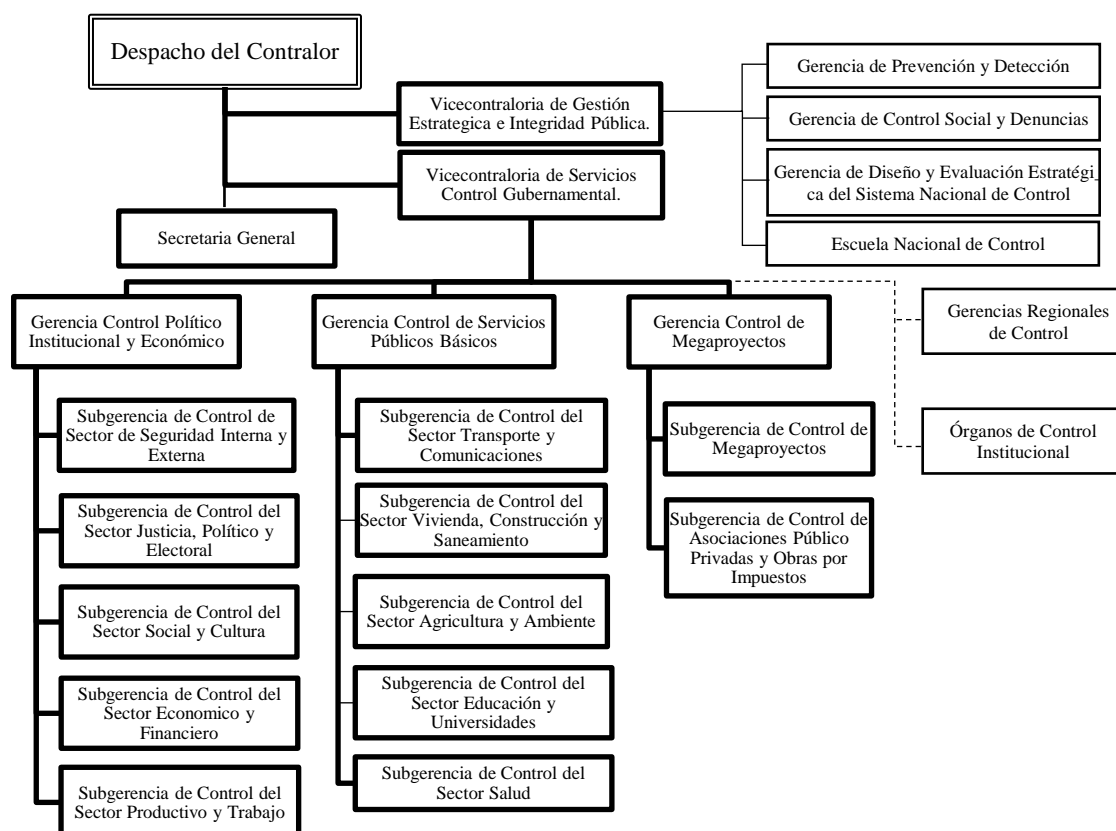 Despacho del Contralor
Vicecontraloria de Gestión
Estrategica e Integridad Pública.
Vicecontraloria de Servicios
Control Gubernamental.
Secretaria General
Gerencia de Prevención y Detección
Gerencia de Control Social y Denuncias
Gerencia de Diseño y Evaluación Estratégi
ca del Sistema Nacional de Control
Escuela Nacional de Control
Gerencia Control Político
Institucional y Económico
Gerencia Control de Servicios
Públicos Básicos
Gerencia Control de
Megaproyectos
Gerencias Regionales
de Control
Órganos de Control
Institucional
Subgerencia de Control de
Sector de Seguridad Interna y
Externa
Subgerencia de Control del
Sector Justicia, Político y
Electoral
Subgerencia de Control del
Sector Social y Cultura
Subgerencia de Control del
Sector Economico y
Financiero
Subgerencia de Control del
Sector Productivo y Trabajo
Subgerencia de Control del
Sector Transporte y
Comunicaciones
Subgerencia de Control del
Sector Vivienda, Construcción y
Saneamiento
Subgerencia de Control del
Sector Agricultura y Ambiente
Subgerencia de Control del
Sector Educación y
Universidades
Subgerencia de Control del
Sector Salud
Subgerencia de Control de
Megaproyectos
Subgerencia de Control de
Asociaciones Público
Privadas y Obras por
Impuestos